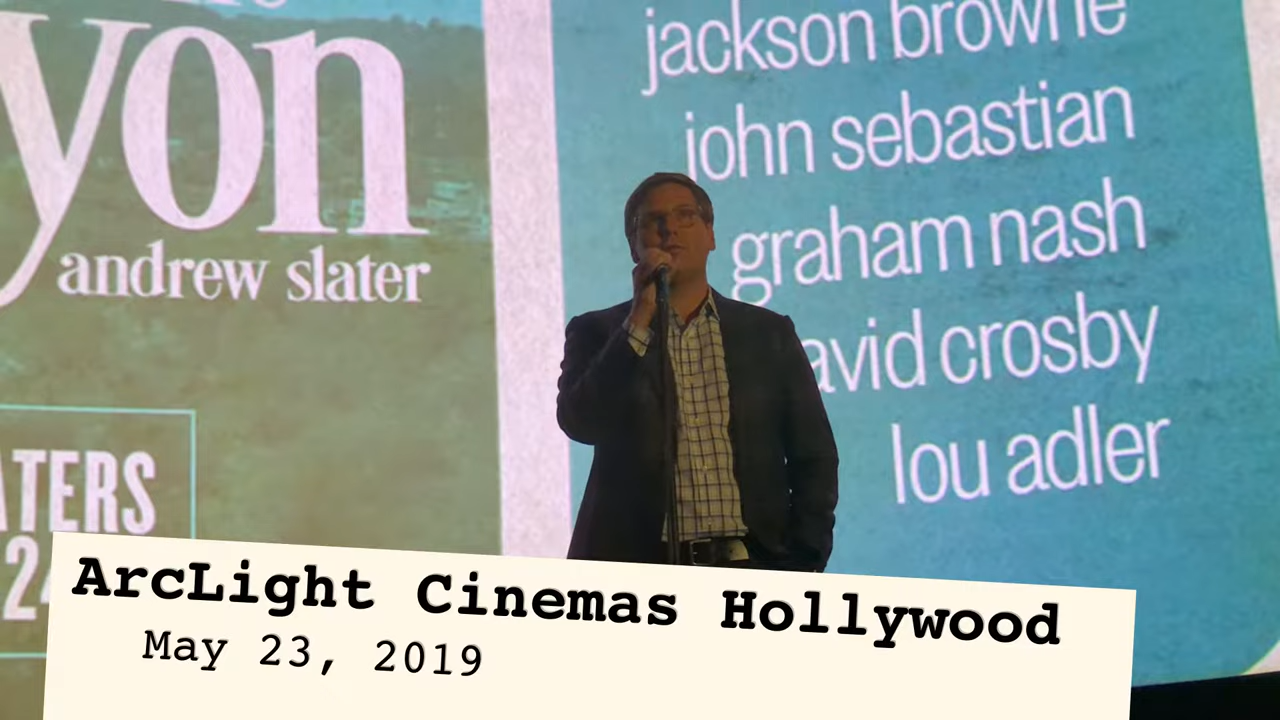 yon
andrew slater
ATERS
24
jackson browne
john sebastian
graham nash
avid crosby
lou adler
ArcLight Cinemas Hollywood
May 23, 2019